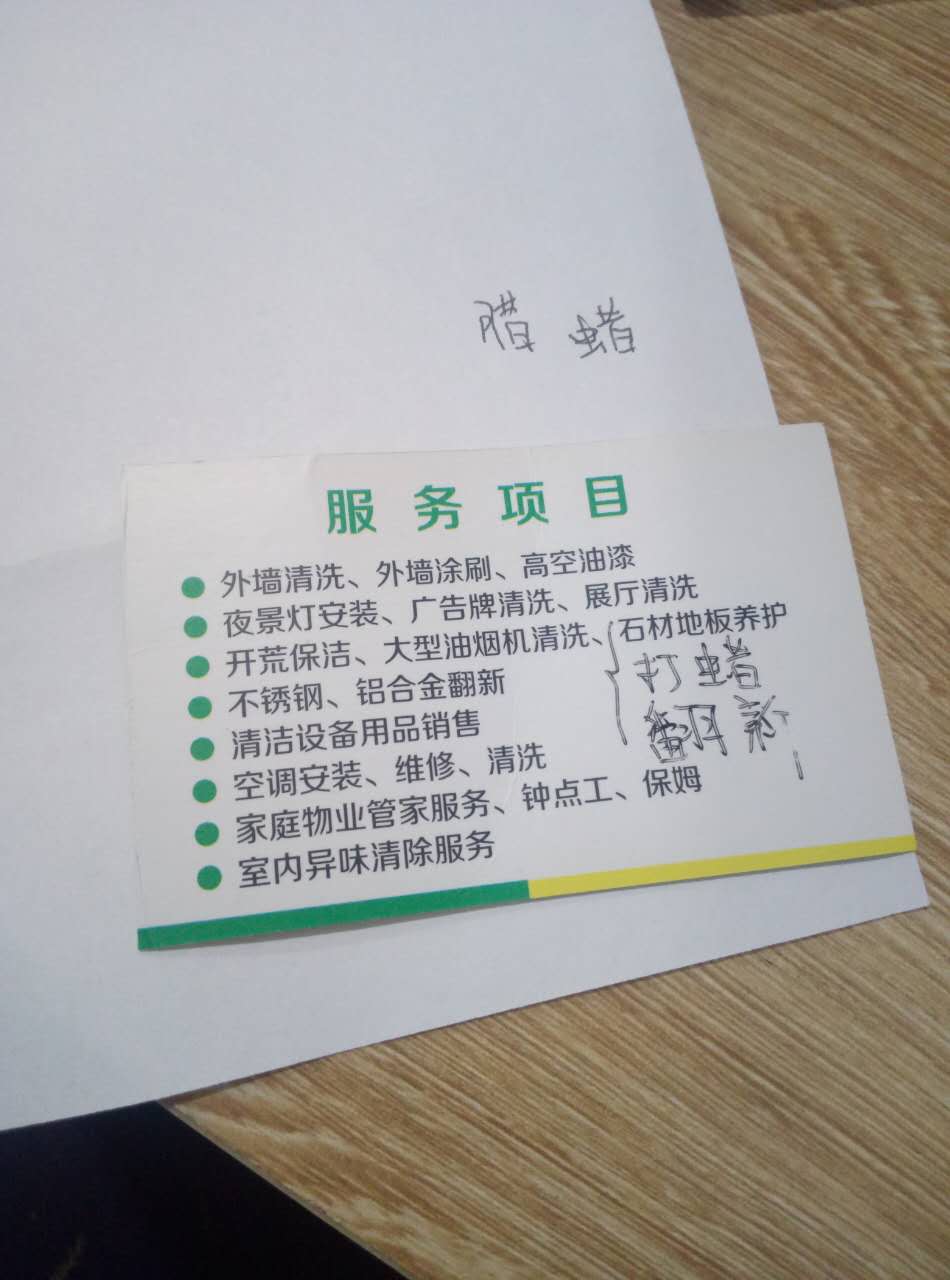 腊 蜡
服务项目
外墙清洗、外墙涂刷、高空油漆
夜景灯安装、广告牌清洗、展厅清洗
开荒保洁、大型油烟机清洗、石材地板养护
打蜡
不锈钢、铝合金翻新
翻新
清洁设备用品销售
空调安装、维修、清洗
家庭物业管家服务、钟点工、保姆
室内异味清除服务